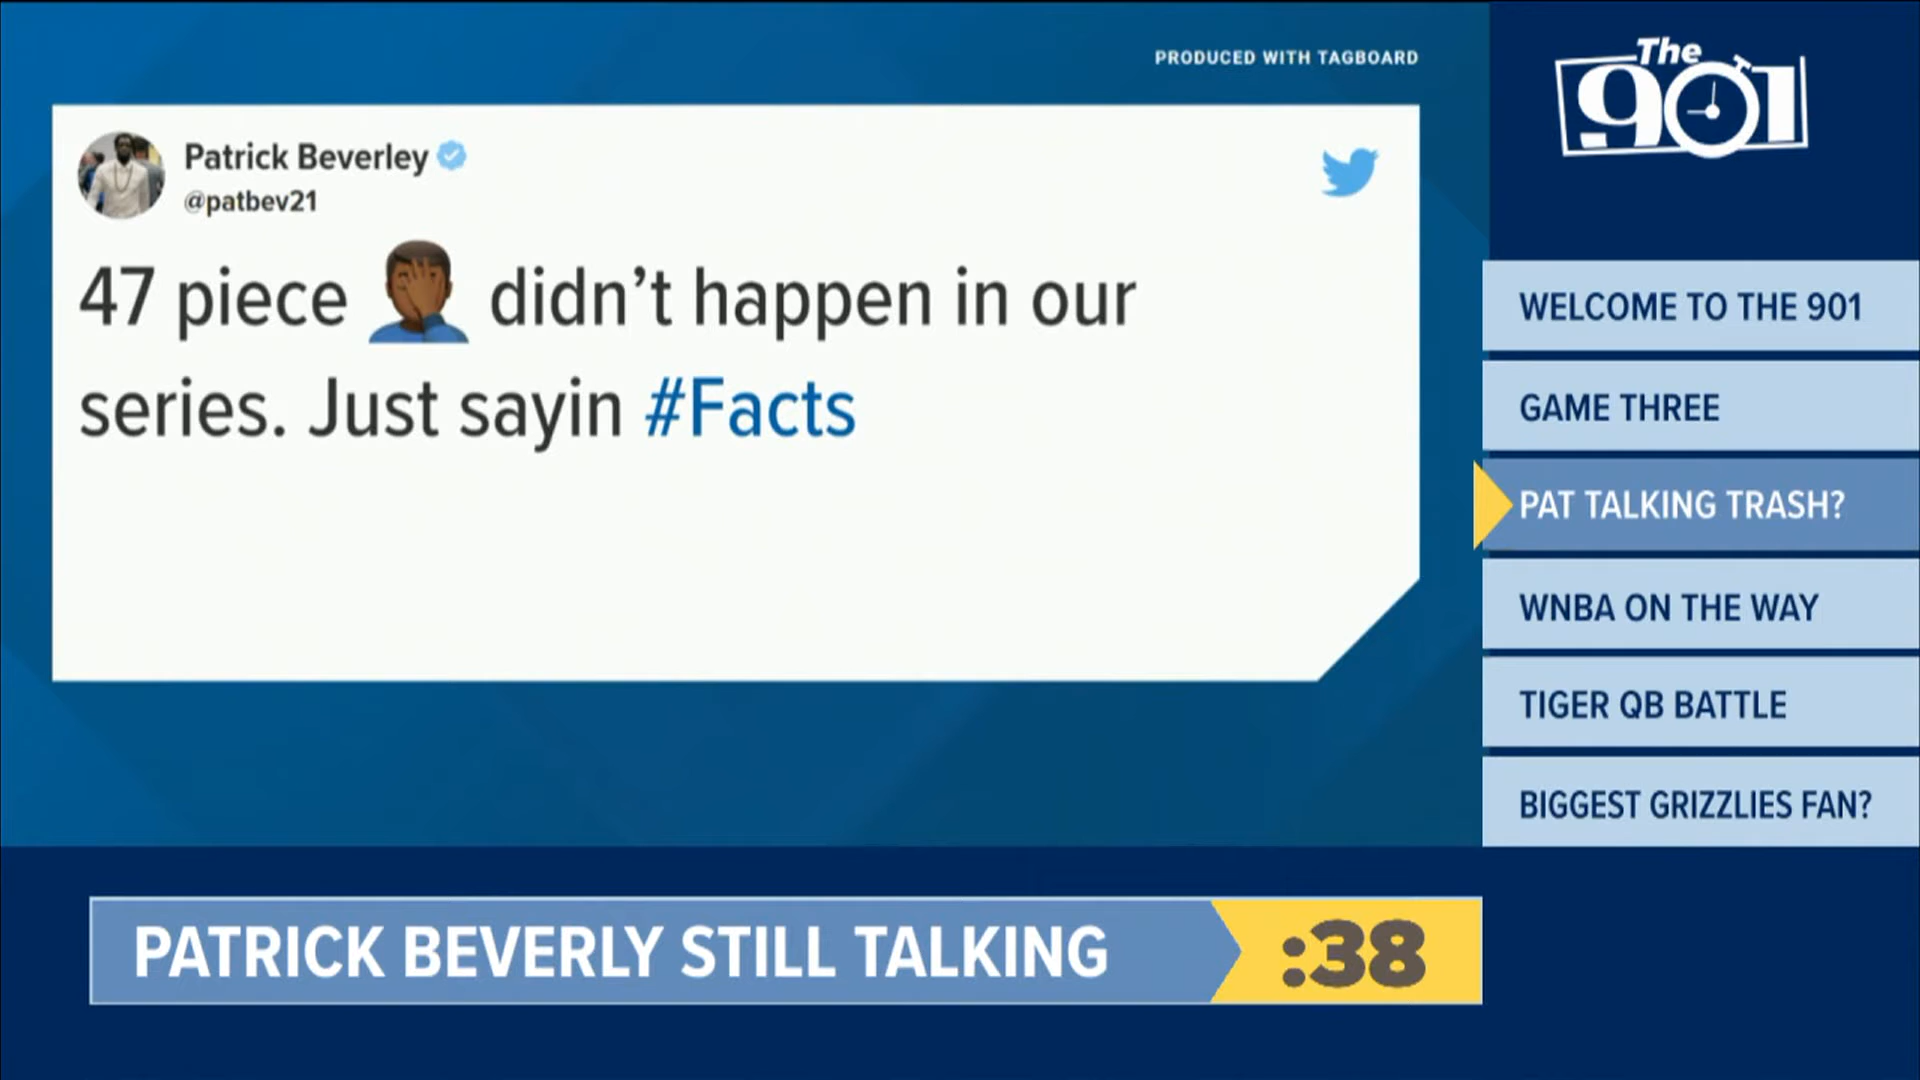 PRODUCED WITH TAGBOARD
Patrick Beverley
@patbev21
47 piece 🤦🏾‍♂️ didn’t happen in our
series. Just sayin #Facts
The
901
WELCOME TO THE 901
GAME THREE
PAT TALKING TRASH?
WNBA ON THE WAY
TIGER QB BATTLE
BIGGEST GRIZZLIES FAN?
PATRICK BEVERLY STILL TALKING
:38